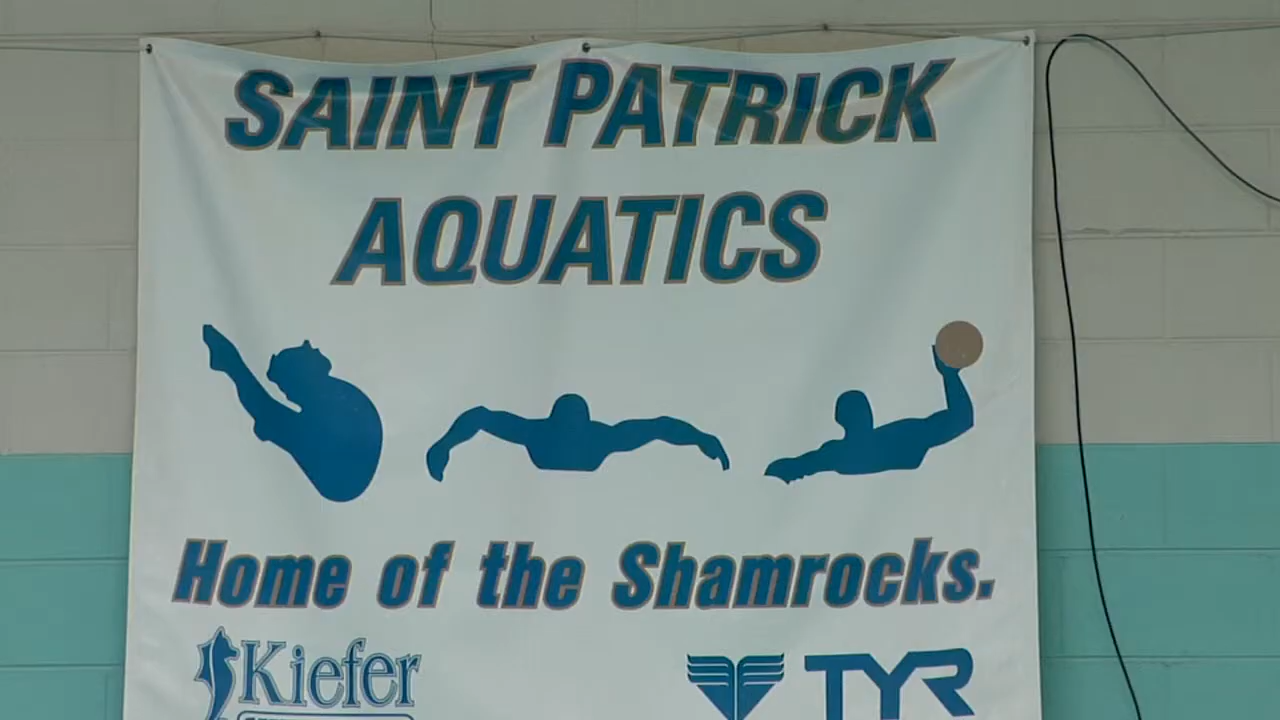 SAINT PATRICK
AQUATICS
Home of the Shamrocks.
Kiefer
TYR